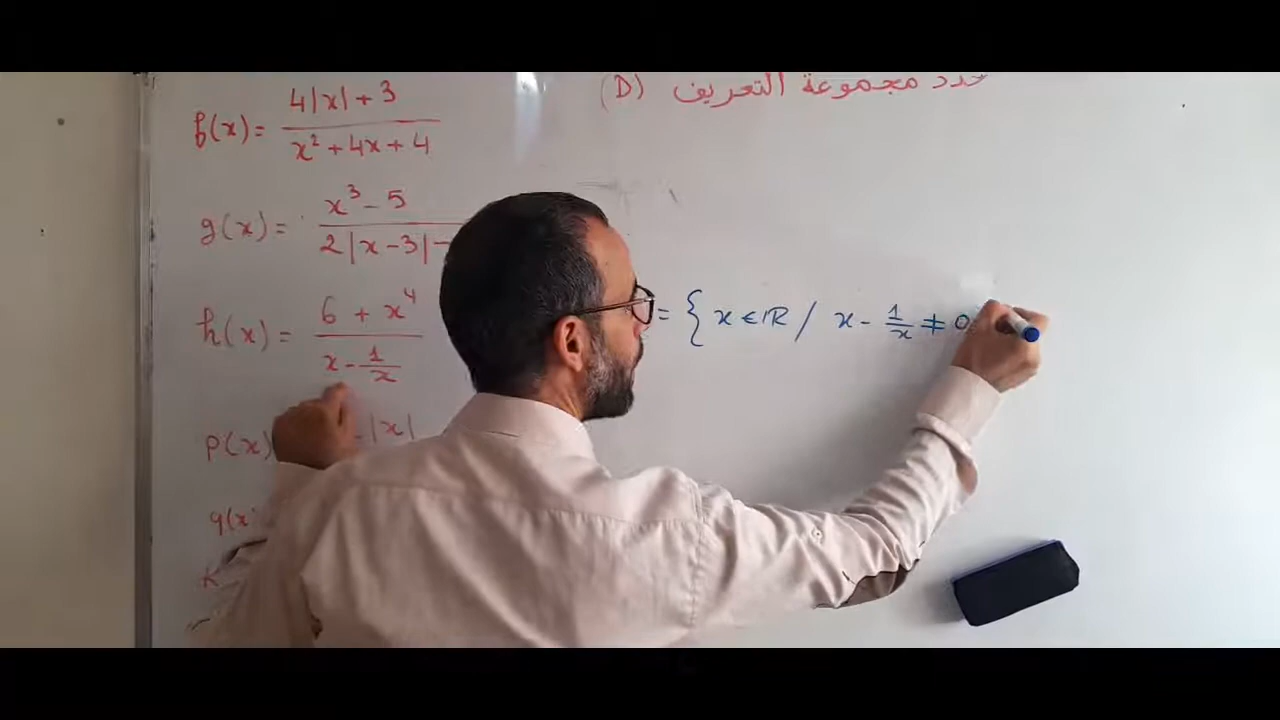 حدد مجموعة التعريف (D)
f(x) = (4|x| + 3) / (x² + 4x + 4)
g(x) = (x³ - 5) / (2|x - 3| -
h(x) = (6 + x⁴) / (x - 1/x)
= { x ∈ ℝ / x - 1/x ≠ 0
p(x) - |x|
q(x
K